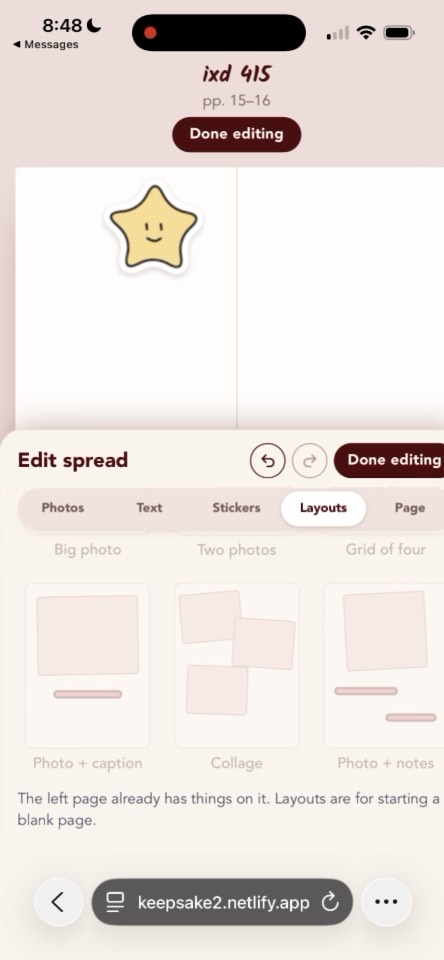 8:48
◀ Messages
ixd 415
pp. 15–16
Done editing
Edit spread
Done editing
Photos
Text
Stickers
Layouts
Page
Big photo
Two photos
Grid of four
Photo + caption
Collage
Photo + notes
The left page already has things on it. Layouts are for starting a
blank page.
keepsake2.netlify.app